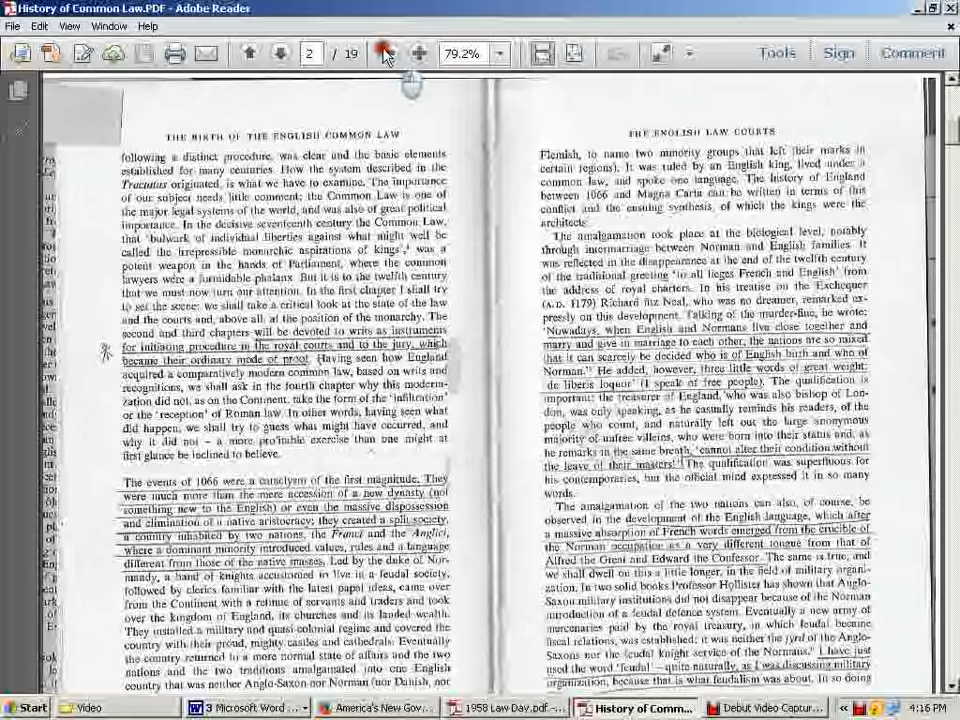 History of Common Law.PDF - Adobe Reader
File Edit View Window Help
2 / 19 79.2% Tools Sign Comment
THE BIRTH OF THE ENGLISH COMMON LAW
following a distinct procedure, was clear and the basic elements
established for many centuries. How the system described in the
Tractatus originated, is what we have to examine. The importance
of our subject needs little comment: the Common Law is one of
the major legal systems of the world, and was also of great political
importance. In the decisive seventeenth century the Common Law,
that 'bulwark of individual liberties against what might well be
called the irrepressible monarchic aspirations of kings', was a
potent weapon in the hands of Parliament, where the common
lawyers were a formidable phalanx. But it is to the twelfth century
that we must now turn our attention. In the first chapter I shall try
to set the scene: we shall take a critical look at the state of the law
and the courts and, above all, at the position of the monarchy. The
second and third chapters will be devoted to writs as instruments
for initiating procedure in the royal courts and to the jury, which
became their ordinary mode of proof. Having seen how England
acquired a comparatively modern common law, based on writs and
recognitions, we shall ask in the fourth chapter why this modern-
ization did not, as on the Continent, take the form of the 'infiltration'
or the 'reception' of Roman law. In other words, having seen what
did happen, we shall try to guess what might have occurred, and
why it did not – a more profitable exercise than one might at
first glance be inclined to believe.
The events of 1066 were a cataclysm of the first magnitude. They
were much more than the mere accession of a new dynasty (not
something new to the English) or even the massive dispossession
and elimination of a native aristocracy; they created a split society,
a country inhabited by two nations, the Franci and the Anglici,
where a dominant minority introduced values, rules and a language
different from those of the native masses. Led by the duke of Nor-
mandy, a band of knights accustomed to live in a feudal society,
followed by clerics familiar with the latest papal ideas, came over
from the Continent with a retinue of servants and traders and took
over the kingdom of England, its churches and its landed wealth.
They installed a military and quasi-colonial regime and covered the
country with their proud, mighty castles and cathedrals. Eventually
the country returned to a more normal state of affairs and the two
nations and the two traditions amalgamated into one English
country that was neither Anglo-Saxon nor Norman (nor Danish, nor
THE ENGLISH LAW COURTS
Flemish, to name two minority groups that left their marks in
certain regions). It was ruled by an English king, lived under a
common law, and spoke one language. The history of England
between 1066 and Magna Carta can be written in terms of this
conflict and the ensuing synthesis, of which the kings were the
architects.
The amalgamation took place at the biological level, notably
through intermarriage between Norman and English families. It
was reflected in the disappearance at the end of the twelfth century
of the traditional greeting 'to all lieges French and English' from
the address of royal charters. In his treatise on the Exchequer
(A.D. 1179) Richard fitz Neal, who was no dreamer, remarked ex-
pressly on this development. Talking of the murder-fine, he wrote:
'Nowadays, when English and Normans live close together and
marry and give in marriage to each other, the nations are so mixed
that it can scarcely be decided who is of English birth and who of
Norman.' He added, however, three little words of great weight:
'de liberis loquor' (I speak of free people). The qualification is
important: the treasurer of England, who was also bishop of Lon-
don, was only speaking, as he casually reminds his readers, of the
people who count, and naturally left out the large anonymous
majority of unfree villeins, who were born into their status and, as
he remarks in the same breath, 'cannot alter their condition without
the leave of their masters'. The qualification was superfluous for
his contemporaries, but the official mind expressed it in so many
words.
The amalgamation of the two nations can also, of course, be
observed in the development of the English language, which after
a massive absorption of French words emerged from the crucible of
the Norman occupation as a very different tongue from that of
Alfred the Great and Edward the Confessor. The same is true, and
we shall dwell on this a little longer, in the field of military organi-
zation. In two solid books Professor Hollister has shown that Anglo-
Saxon military institutions did not disappear because of the Norman
introduction of a feudal defence system. Eventually a new army of
mercenaries paid by the royal treasury, in which feudal became
fiscal relations, was established; it was neither the fyrd of the Anglo-
Saxons nor the feudal knight service of the Normans. I have just
used the word 'feudal' – quite naturally, as I was discussing military
organization, because that is what feudalism was about. In so doing
Start Video 3 Microsoft Word ... America's New Gov... 1958 Law Day.pdf -... History of Comm... Debut Video Captur... « 4:16 PM